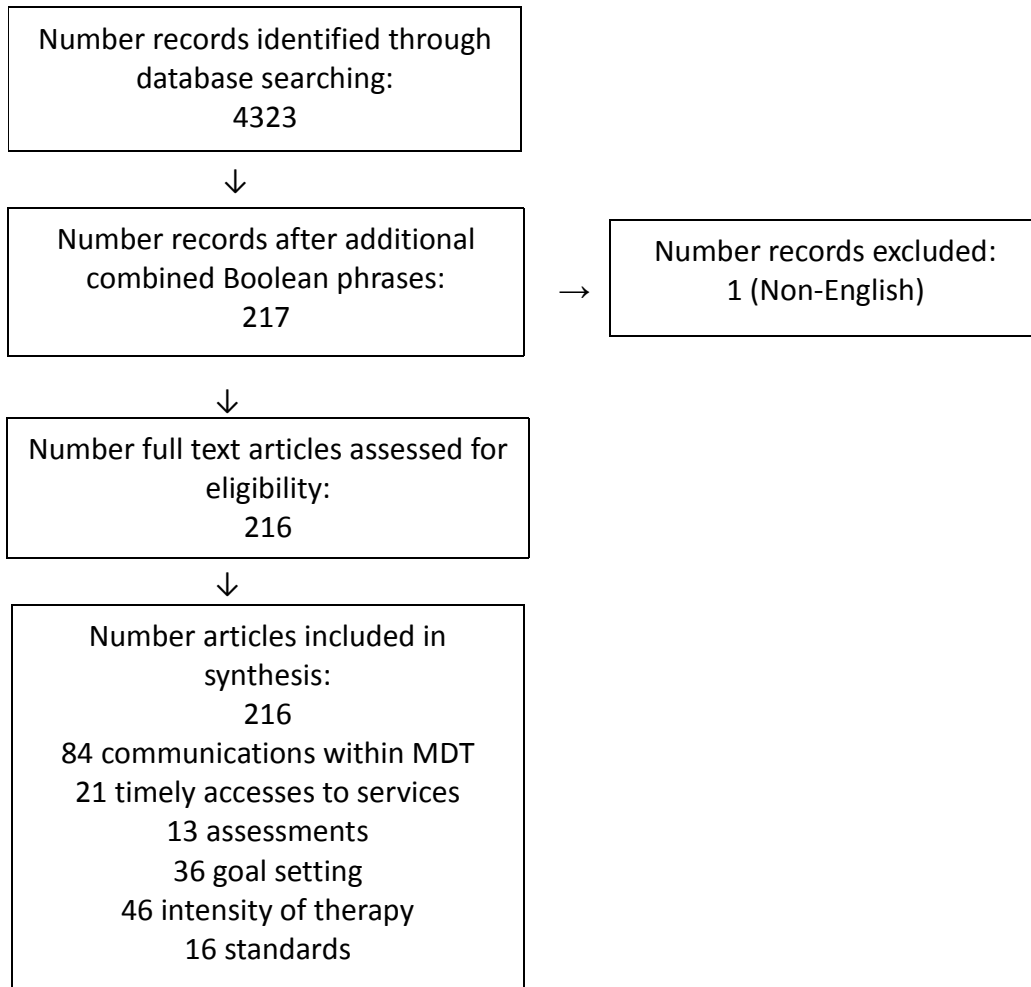 Number records identified through
database searching:
4323
↓
Number records after additional
combined Boolean phrases:
217
→
Number records excluded:
1 (Non-English)
↓
Number full text articles assessed for
eligibility:
216
↓
Number articles included in
synthesis:
216
84 communications within MDT
21 timely accesses to services
13 assessments
36 goal setting
46 intensity of therapy
16 standards